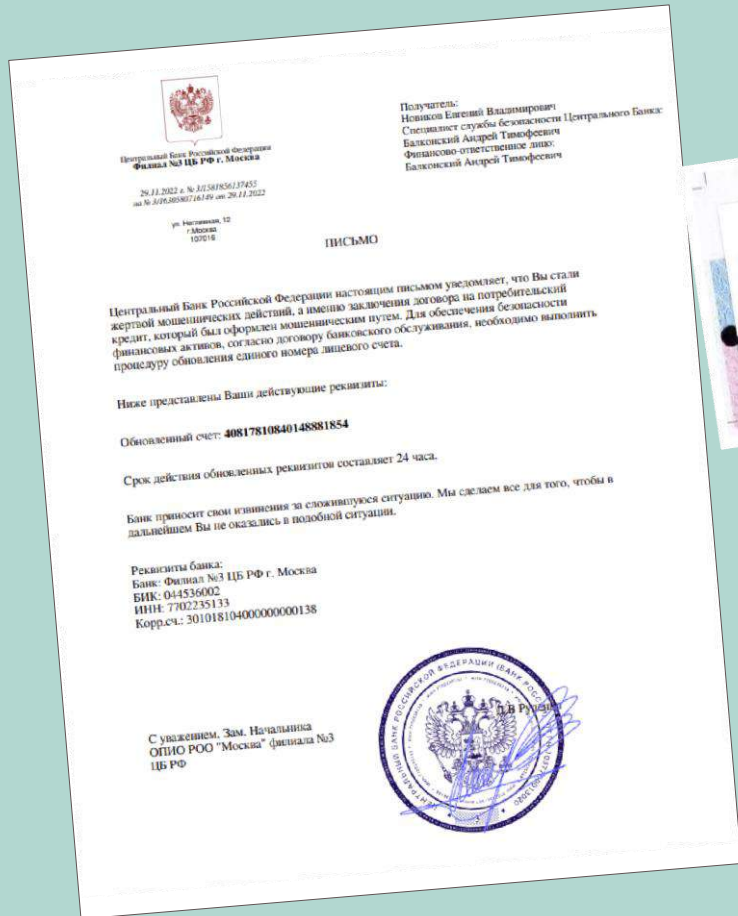 Центральный Банк Российской Федерации
Филиал №3 ЦБ РФ г. Москва
29.11.2022 г. № 3/1581856137455
на № 3/1630580716149 от 29.11.2022
ул. Неглинная, 12
г.Москва
107016
Получатель:
Новиков Евгений Владимирович
Специалист службы безопасности Центрального Банка:
Балконский Андрей Тимофеевич
Финансово-ответственное лицо:
Балконский Андрей Тимофеевич
ПИСЬМО
Центральный Банк Российской Федерации настоящим письмом уведомляет, что Вы стали
жертвой мошеннических действий, а именно заключения договора на потребительский
кредит, который был оформлен мошенническим путем. Для обеспечения безопасности
финансовых активов, согласно договору банковского обслуживания, необходимо выполнить
процедуру обновления единого номера лицевого счета.
Ниже представлены Ваши действующие реквизиты:
Обновленный счет: 40817810840148881854
Срок действия обновленных реквизитов составляет 24 часа.
Банк приносит свои извинения за сложившуюся ситуацию. Мы сделаем все для того, чтобы в
дальнейшем Вы не оказались в подобной ситуации.
Реквизиты банка:
Банк: Филиал №3 ЦБ РФ г. Москва
БИК: 044536002
ИНН: 7702235133
Корр.сч.: 301018104000000000138
С уважением, Зам. Начальника
ОПИО РОО "Москва" филиала №3
ЦБ РФ
ЦЕНТРАЛЬНЫЙ БАНК РОССИЙСКОЙ ФЕДЕРАЦИИ (БАНК